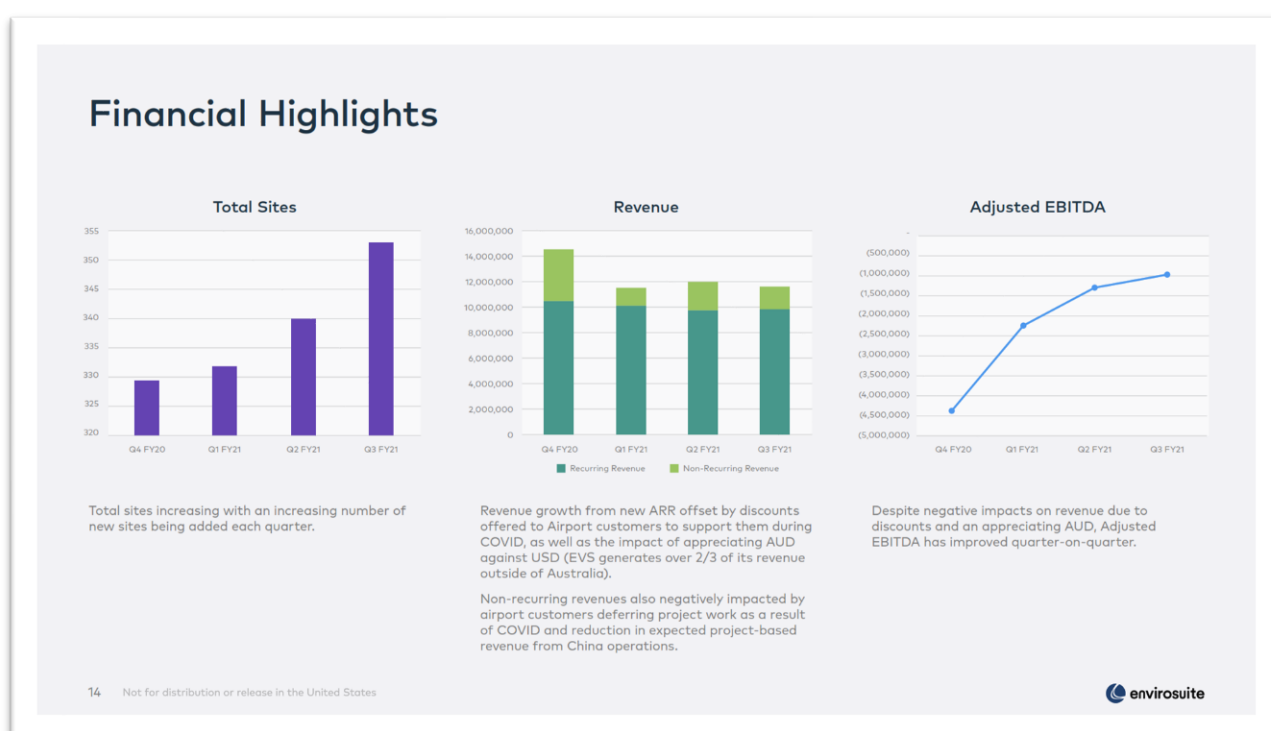 Financial Highlights
Total Sites
355
350
345
340
335
330
325
320
Q4 FY20 Q1 FY21 Q2 FY21 Q3 FY21
Total sites increasing with an increasing number of
new sites being added each quarter.
Revenue
16,000,000
14,000,000
12,000,000
10,000,000
8,000,000
6,000,000
4,000,000
2,000,000
0
Q4 FY20 Q1 FY21 Q2 FY21 Q3 FY21
Recurring Revenue Non-Recurring Revenue
Revenue growth from new ARR offset by discounts
offered to Airport customers to support them during
COVID, as well as the impact of appreciating AUD
against USD (EVS generates over 2/3 of its revenue
outside of Australia).
Non-recurring revenues also negatively impacted by
airport customers deferring project work as a result
of COVID and reduction in expected project-based
revenue from China operations.
Adjusted EBITDA
-
(500,000)
(1,000,000)
(1,500,000)
(2,000,000)
(2,500,000)
(3,000,000)
(3,500,000)
(4,000,000)
(4,500,000)
(5,000,000)
Q4 FY20 Q1 FY21 Q2 FY21 Q3 FY21
Despite negative impacts on revenue due to
discounts and an appreciating AUD, Adjusted
EBITDA has improved quarter-on-quarter.
14 Not for distribution or release in the United States
envirosuite